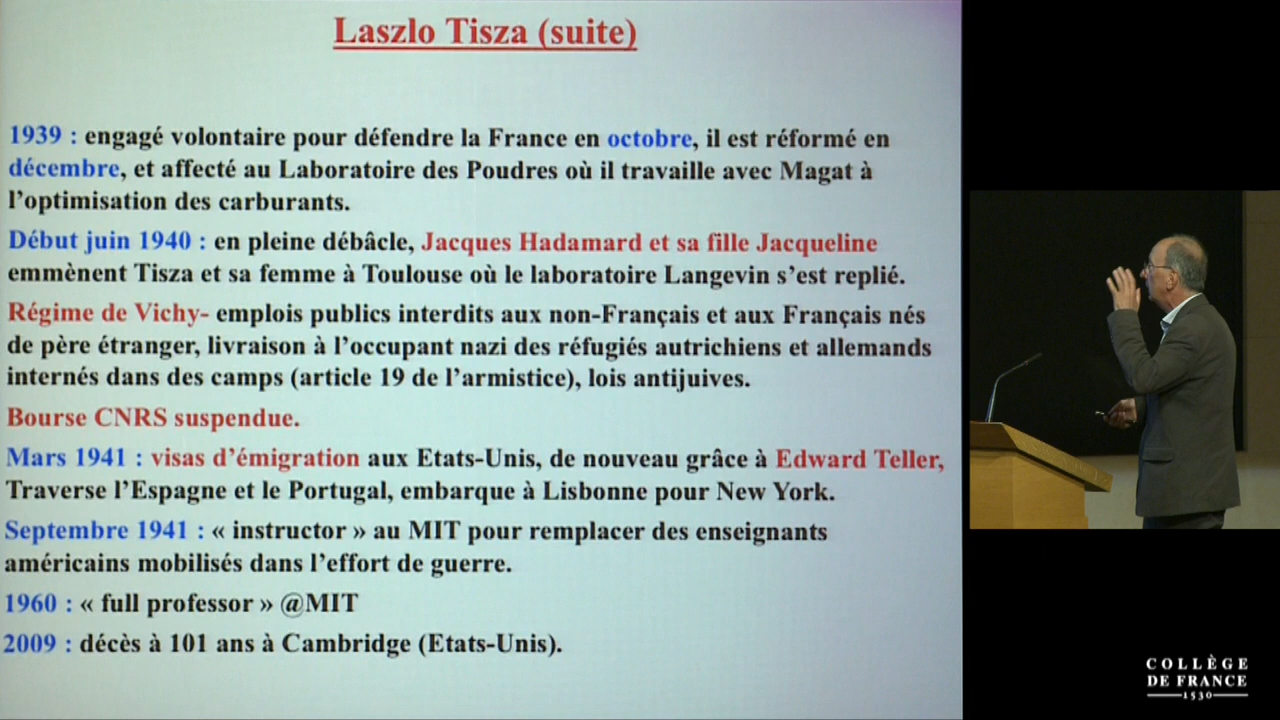 Laszlo Tisza (suite)
1939 : engagé volontaire pour défendre la France en octobre, il est réformé en
décembre, et affecté au Laboratoire des Poudres où il travaille avec Magat à
l’optimisation des carburants.
Début juin 1940 : en pleine débâcle, Jacques Hadamard et sa fille Jacqueline
emmènent Tisza et sa femme à Toulouse où le laboratoire Langevin s’est replié.
Régime de Vichy- emplois publics interdits aux non-Français et aux Français nés
de père étranger, livraison à l’occupant nazi des réfugiés autrichiens et allemands
internés dans des camps (article 19 de l’armistice), lois antijuives.
Bourse CNRS suspendue.
Mars 1941 : visas d’émigration aux Etats-Unis, de nouveau grâce à Edward Teller,
Traverse l’Espagne et le Portugal, embarque à Lisbonne pour New York.
Septembre 1941 : « instructor » au MIT pour remplacer des enseignants
américains mobilisés dans l’effort de guerre.
1960 : « full professor » @MIT
2009 : décès à 101 ans à Cambridge (Etats-Unis).
COLLÈGE
DE FRANCE
1530